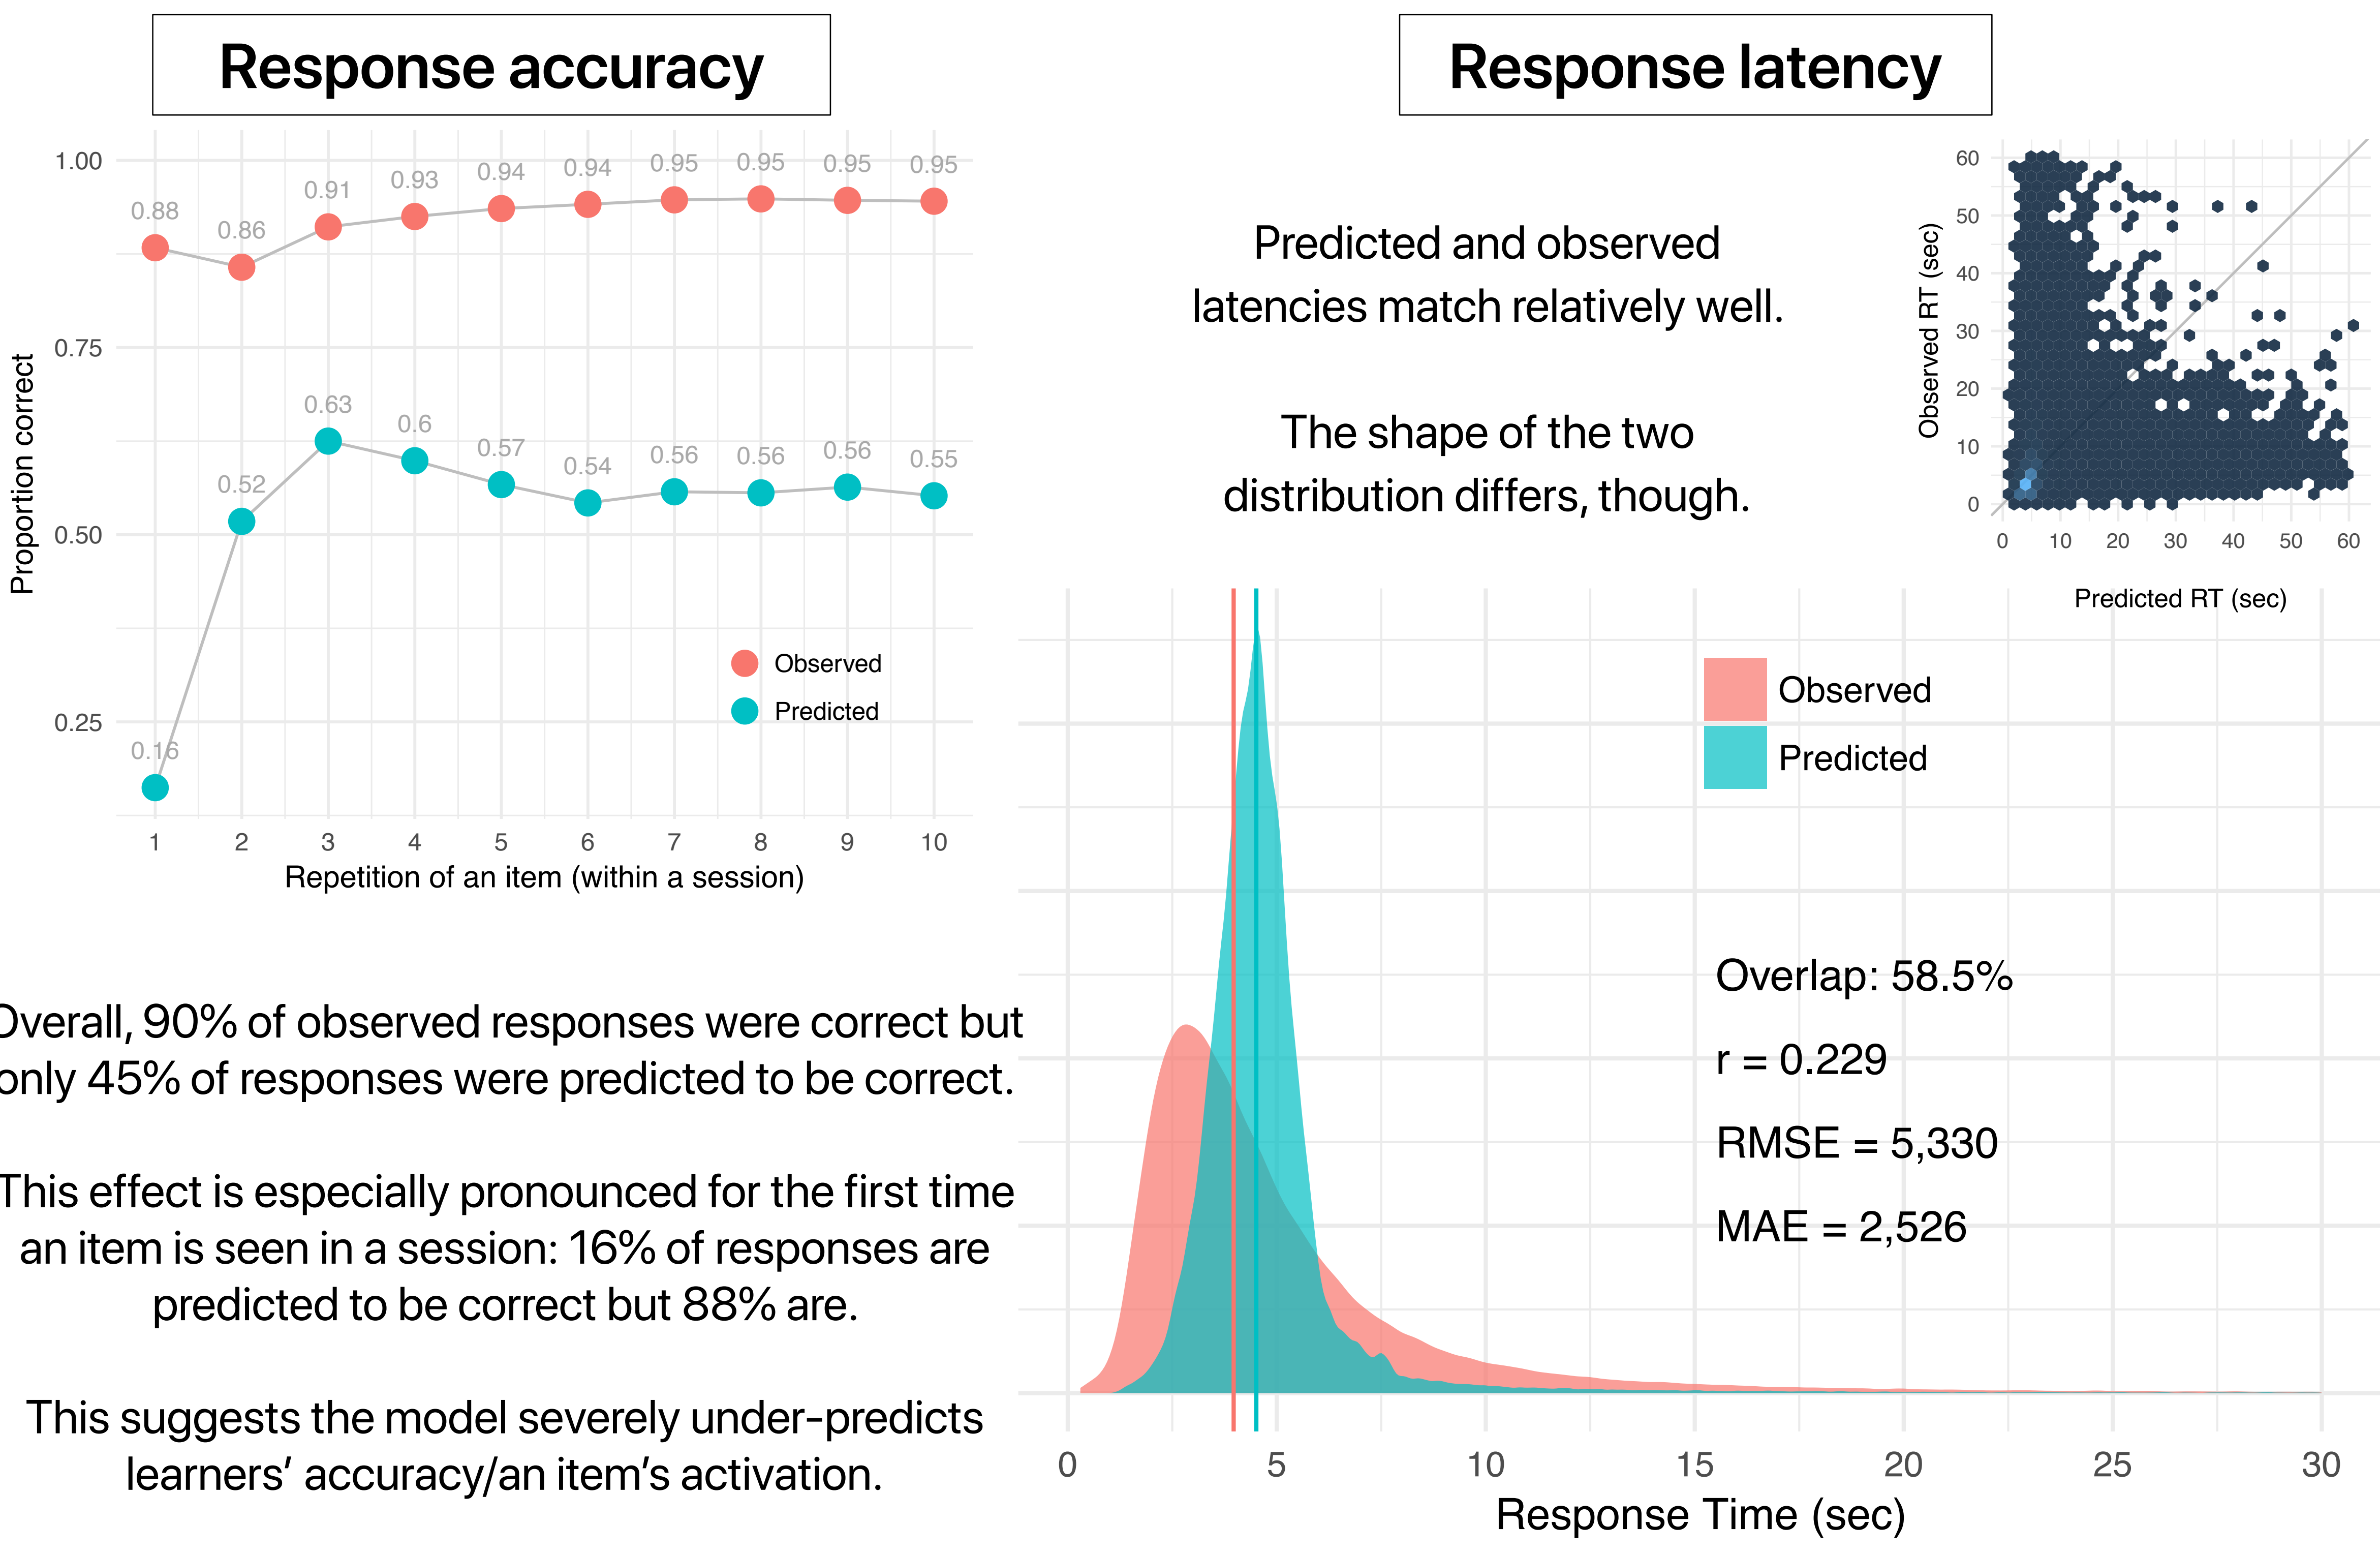 Response accuracy
1.00
0.75
0.50
0.25
Proportion correct
0.88
0.86
0.91
0.93
0.94
0.94
0.95
0.95
0.95
0.95
0.16
0.52
0.63
0.6
0.57
0.54
0.56
0.56
0.56
0.55
Observed
Predicted
1 2 3 4 5 6 7 8 9 10
Repetition of an item (within a session)
Overall, 90% of observed responses were correct but
only 45% of responses were predicted to be correct.
This effect is especially pronounced for the first time
an item is seen in a session: 16% of responses are
predicted to be correct but 88% are.
This suggests the model severely under-predicts
learners’ accuracy/an item’s activation.
Response latency
Predicted and observed
latencies match relatively well.
The shape of the two
distribution differs, though.
Observed RT (sec)
60
50
40
30
20
10
0
0 10 20 30 40 50 60
Predicted RT (sec)
Observed
Predicted
Overlap: 58.5%
r = 0.229
RMSE = 5,330
MAE = 2,526
0 5 10 15 20 25 30
Response Time (sec)